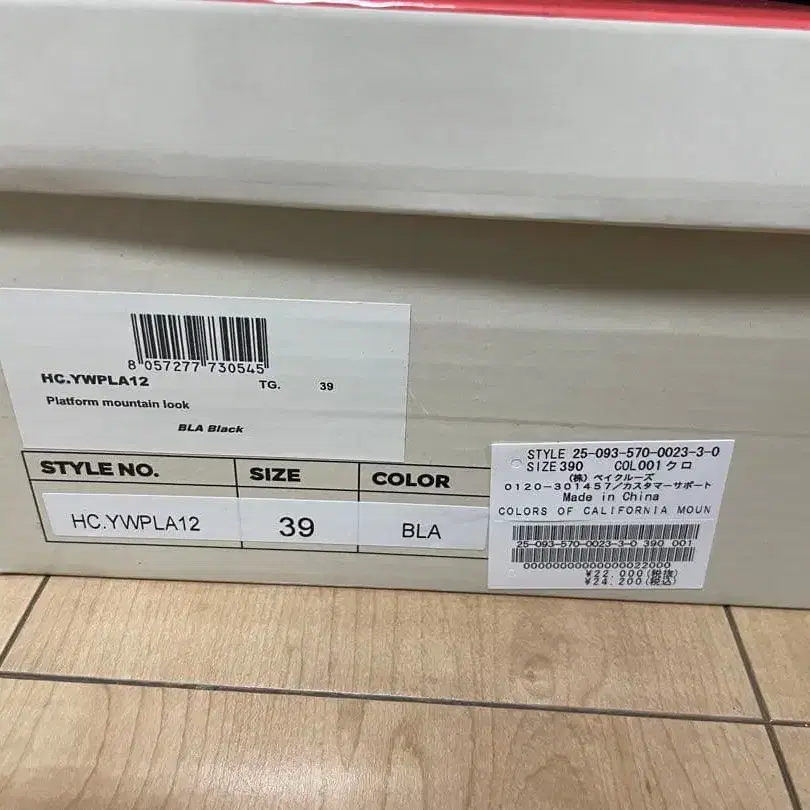 8 057277 730545
HC.YWPLA12 TG. 39
Platform mountain look
BLA Black
STYLE NO. SIZE COLOR
HC.YWPLA12 39 BLA
STYLE 25-093-570-0023-3-0
SIZE390 COL001クロ
(株) ベイクルーズ
0120-301457/カスタマーサポート
Made in China
COLORS OF CALIFORNIA MOUN
25-093-570-0023-3-0 390 001
00000000000000022000
¥22,000(税抜)
¥24,200(税込)